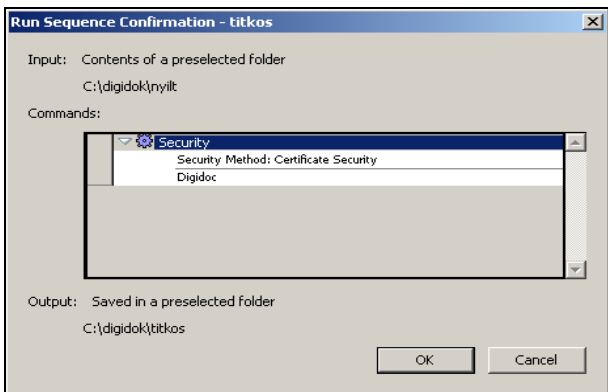 Run Sequence Confirmation - titkos
Input: Contents of a preselected folder
C:\digidok\nyilt
Commands:
Security
Security Method: Certificate Security
Digidoc
Output: Saved in a preselected folder
C:\digidok\titkos
OK Cancel